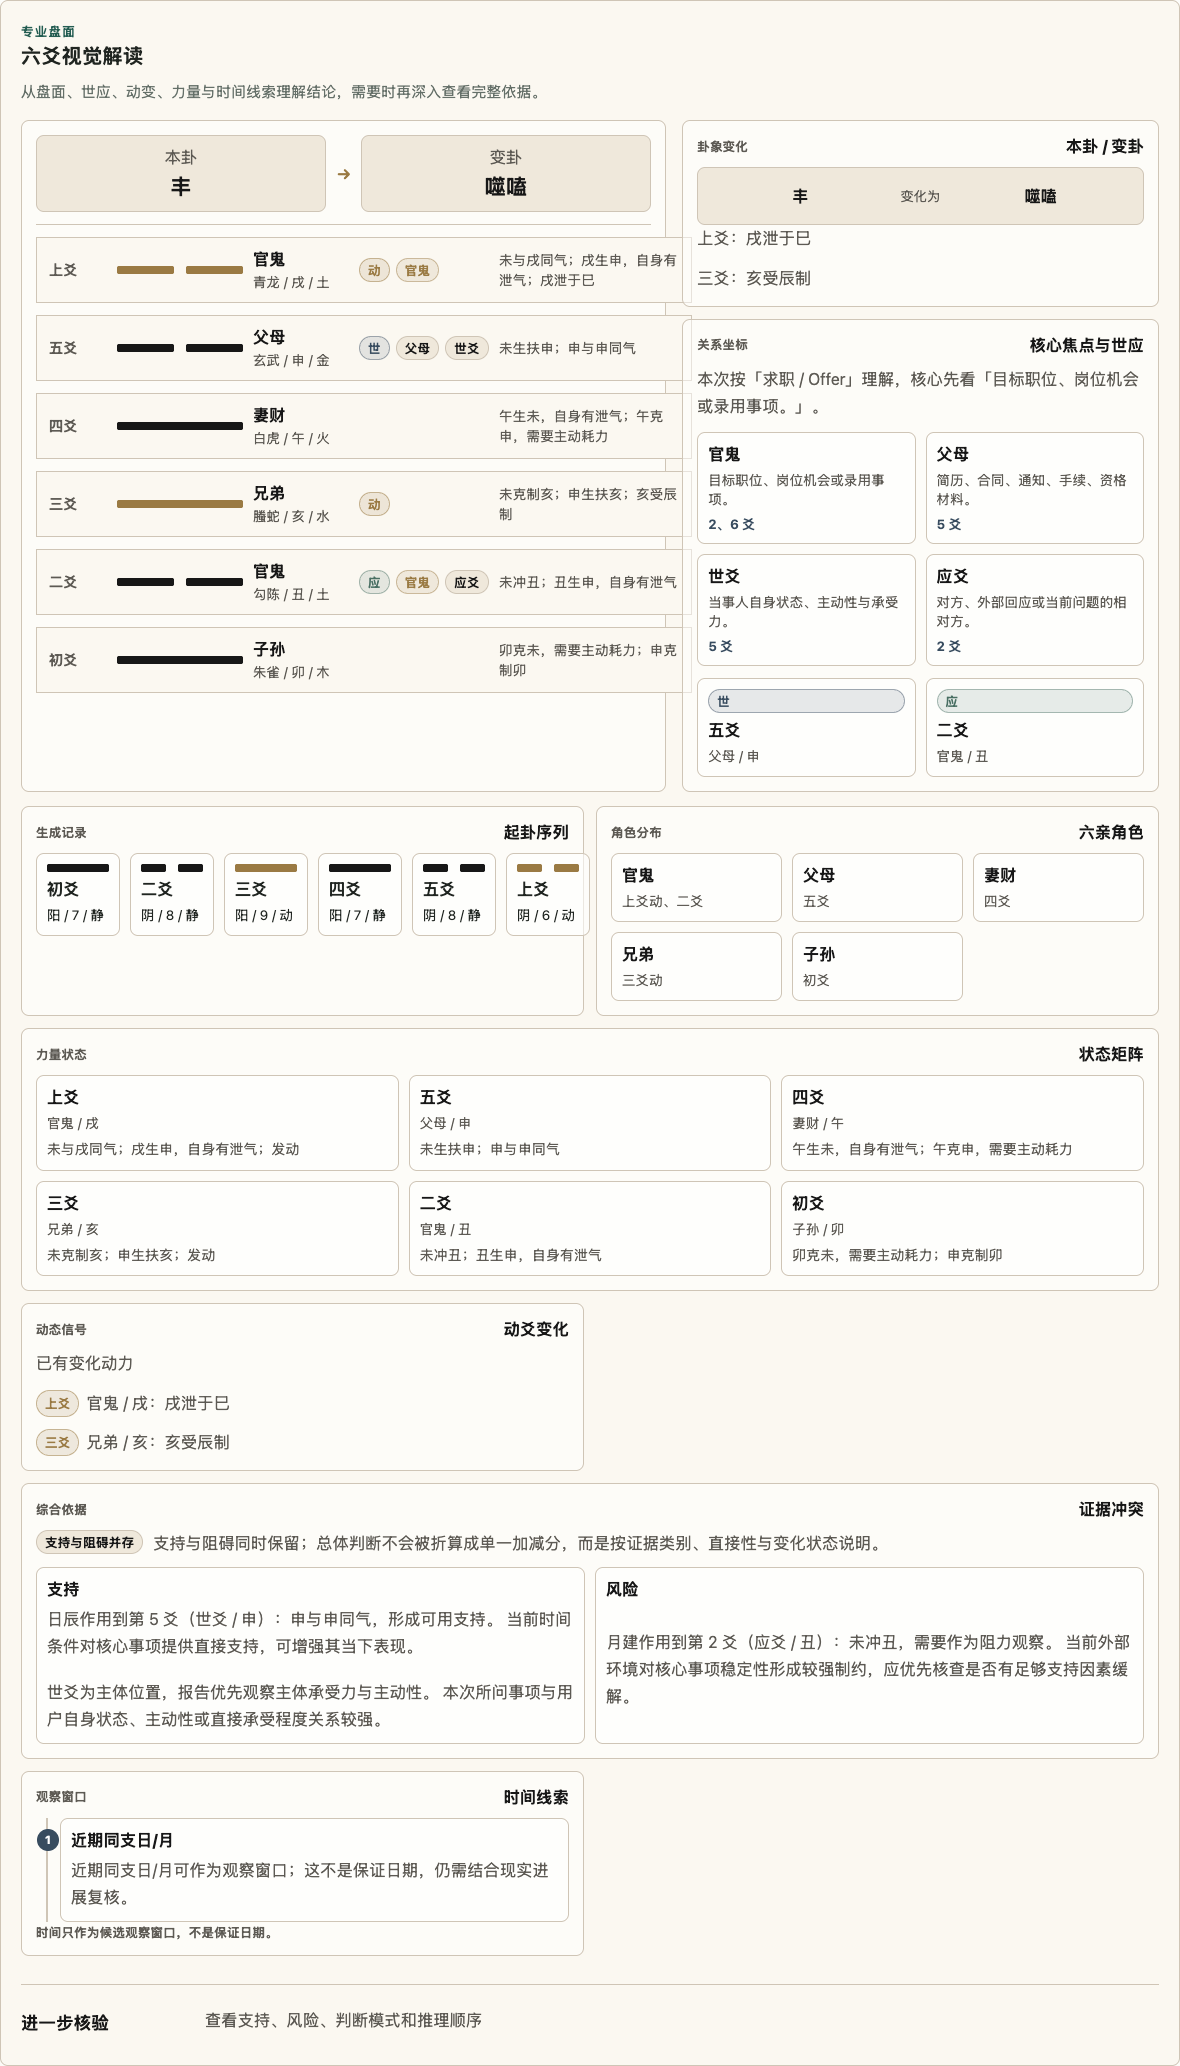 专业盘面
六爻视觉解读
从盘面、世应、动变、力量与时间线索理解结论，需要时再深入查看完整依据。
本卦
丰
→
变卦
噬嗑
上爻
官鬼
青龙 / 戌 / 土
动 官鬼
未与戌同气；戌生申，自身有
泄气；戌泄于巳
五爻
父母
玄武 / 申 / 金
世 父母 世爻
未生扶申；申与申同气
四爻
妻财
白虎 / 午 / 火
午生未，自身有泄气；午克
申，需要主动耗力
三爻
兄弟
螣蛇 / 亥 / 水
动
未克制亥；申生扶亥；亥受辰
制
二爻
官鬼
勾陈 / 丑 / 土
应 官鬼 应爻
未冲丑；丑生申，自身有泄气
初爻
子孙
朱雀 / 卯 / 木
卯克未，需要主动耗力；申克
制卯
卦象变化
本卦 / 变卦
丰 变化为 噬嗑
上爻：戌泄于巳
三爻：亥受辰制
关系坐标
核心焦点与世应
本次按「求职 / Offer」理解，核心先看「目标职位、岗位机会
或录用事项。」。
官鬼
目标职位、岗位机会或录用事
项。
2、6 爻
父母
简历、合同、通知、手续、资格
材料。
5 爻
世爻
当事人自身状态、主动性与承受
力。
5 爻
应爻
对方、外部回应或当前问题的相
对方。
2 爻
世
五爻
父母 / 申
应
二爻
官鬼 / 丑
生成记录
起卦序列
初爻
阳 / 7 / 静
二爻
阴 / 8 / 静
三爻
阳 / 9 / 动
四爻
阳 / 7 / 静
五爻
阴 / 8 / 静
上爻
阴 / 6 / 动
角色分布
六亲角色
官鬼
上爻动、二爻
父母
五爻
妻财
四爻
兄弟
三爻动
子孙
初爻
力量状态
状态矩阵
上爻
官鬼 / 戌
未与戌同气；戌生申，自身有泄气；发动
五爻
父母 / 申
未生扶申；申与申同气
四爻
妻财 / 午
午生未，自身有泄气；午克申，需要主动耗力
三爻
兄弟 / 亥
未克制亥；申生扶亥；发动
二爻
官鬼 / 丑
未冲丑；丑生申，自身有泄气
初爻
子孙 / 卯
卯克未，需要主动耗力；申克制卯
动态信号
动爻变化
已有变化动力
上爻 官鬼 / 戌：戌泄于巳
三爻 兄弟 / 亥：亥受辰制
综合依据
证据冲突
支持与阻碍并存 支持与阻碍同时保留；总体判断不会被折算成单一加减分，而是按证据类别、直接性与变化状态说明。
支持
日辰作用到第 5 爻（世爻 / 申）：申与申同气，形成可用支持。 当前时间
条件对核心事项提供直接支持，可增强其当下表现。
世爻为主体位置，报告优先观察主体承受力与主动性。 本次所问事项与用
户自身状态、主动性或直接承受程度关系较强。
风险
月建作用到第 2 爻（应爻 / 丑）：未冲丑，需要作为阻力观察。 当前外部
环境对核心事项稳定性形成较强制约，应优先核查是否有足够支持因素缓
解。
观察窗口
时间线索
1
近期同支日/月
近期同支日/月可作为观察窗口；这不是保证日期，仍需结合现实进
展复核。
时间只作为候选观察窗口，不是保证日期。
进一步核验
查看支持、风险、判断模式和推理顺序